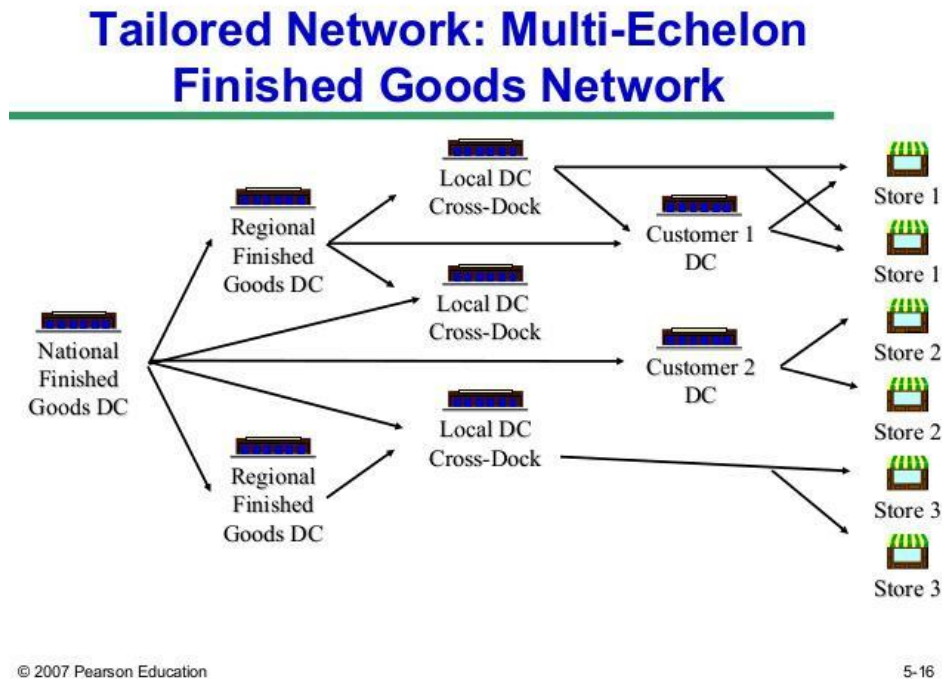 Tailored Network: Multi-Echelon
Finished Goods Network
Local DC
Cross-Dock
Store 1
Regional
Finished
Goods DC
Customer 1
DC
Store 1
Local DC
Cross-Dock
National
Finished
Goods DC
Customer 2
DC
Store 2
Store 2
Local DC
Cross-Dock
Regional
Finished
Goods DC
Store 3
Store 3
© 2007 Pearson Education
5-16